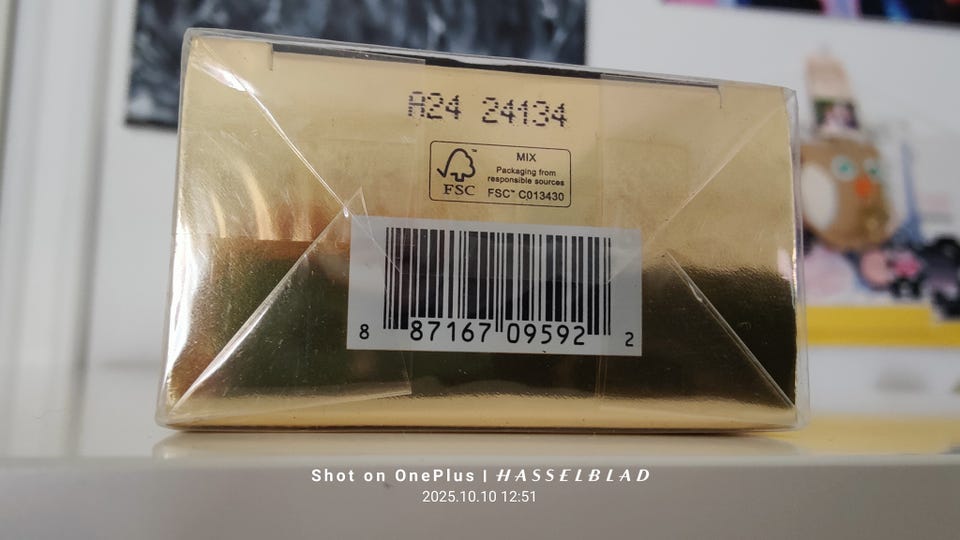 A24 24134
MIX
Packaging from
responsible sources
FSC™ C013430
FSC
8 87167 09592 2
Shot on OnePlus | HASSELBLAD
2025.10.10 12:51